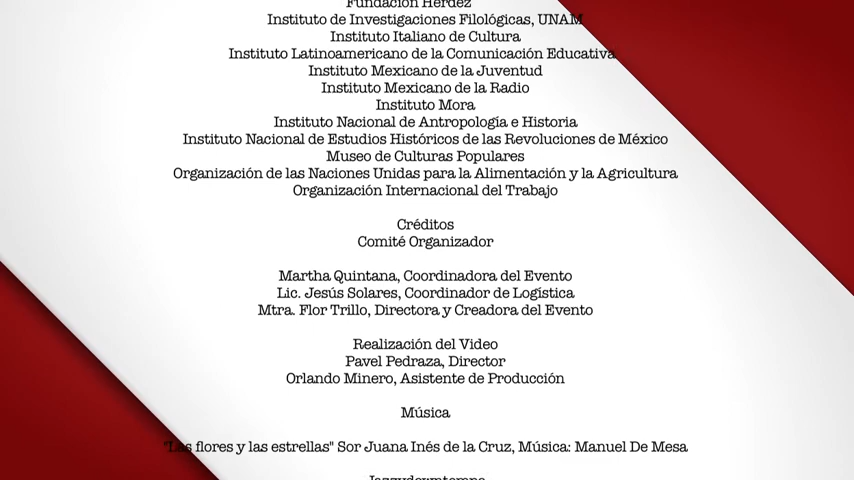 Fundación Herdez
Instituto de Investigaciones Filológicas, UNAM
Instituto Italiano de Cultura
Instituto Latinoamericano de la Comunicación Educativa
Instituto Mexicano de la Juventud
Instituto Mexicano de la Radio
Instituto Mora
Instituto Nacional de Antropología e Historia
Instituto Nacional de Estudios Históricos de las Revoluciones de México
Museo de Culturas Populares
Organización de las Naciones Unidas para la Alimentación y la Agricultura
Organización Internacional del Trabajo
Créditos
Comité Organizador
Martha Quintana, Coordinadora del Evento
Lic. Jesús Solares, Coordinador de Logística
Mtra. Flor Trillo, Directora y Creadora del Evento
Realización del Video
Pavel Pedraza, Director
Orlando Minero, Asistente de Producción
Música
"Las flores y las estrellas" Sor Juana Inés de la Cruz, Música: Manuel De Mesa
Jazzydowntempo